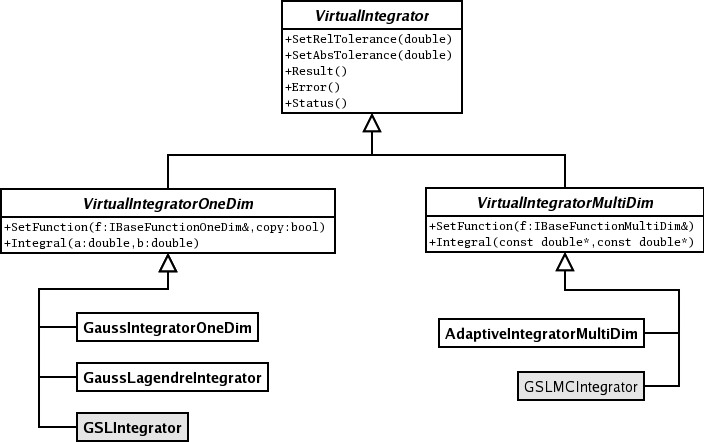 VirtualIntegrator
+SetRelTolerance(double)
+SetAbsTolerance(double)
+Result()
+Error()
+Status()
VirtualIntegratorOneDim
+SetFunction(f:IBaseFunctionOneDim&,copy:bool)
+Integral(a:double,b:double)
VirtualIntegratorMultiDim
+SetFunction(f:IBaseFunctionMultiDim&)
+Integral(const double*,const double*)
GaussIntegratorOneDim
GaussLagendreIntegrator
GSLIntegrator
AdaptiveIntegratorMultiDim
GSLMCIntegrator